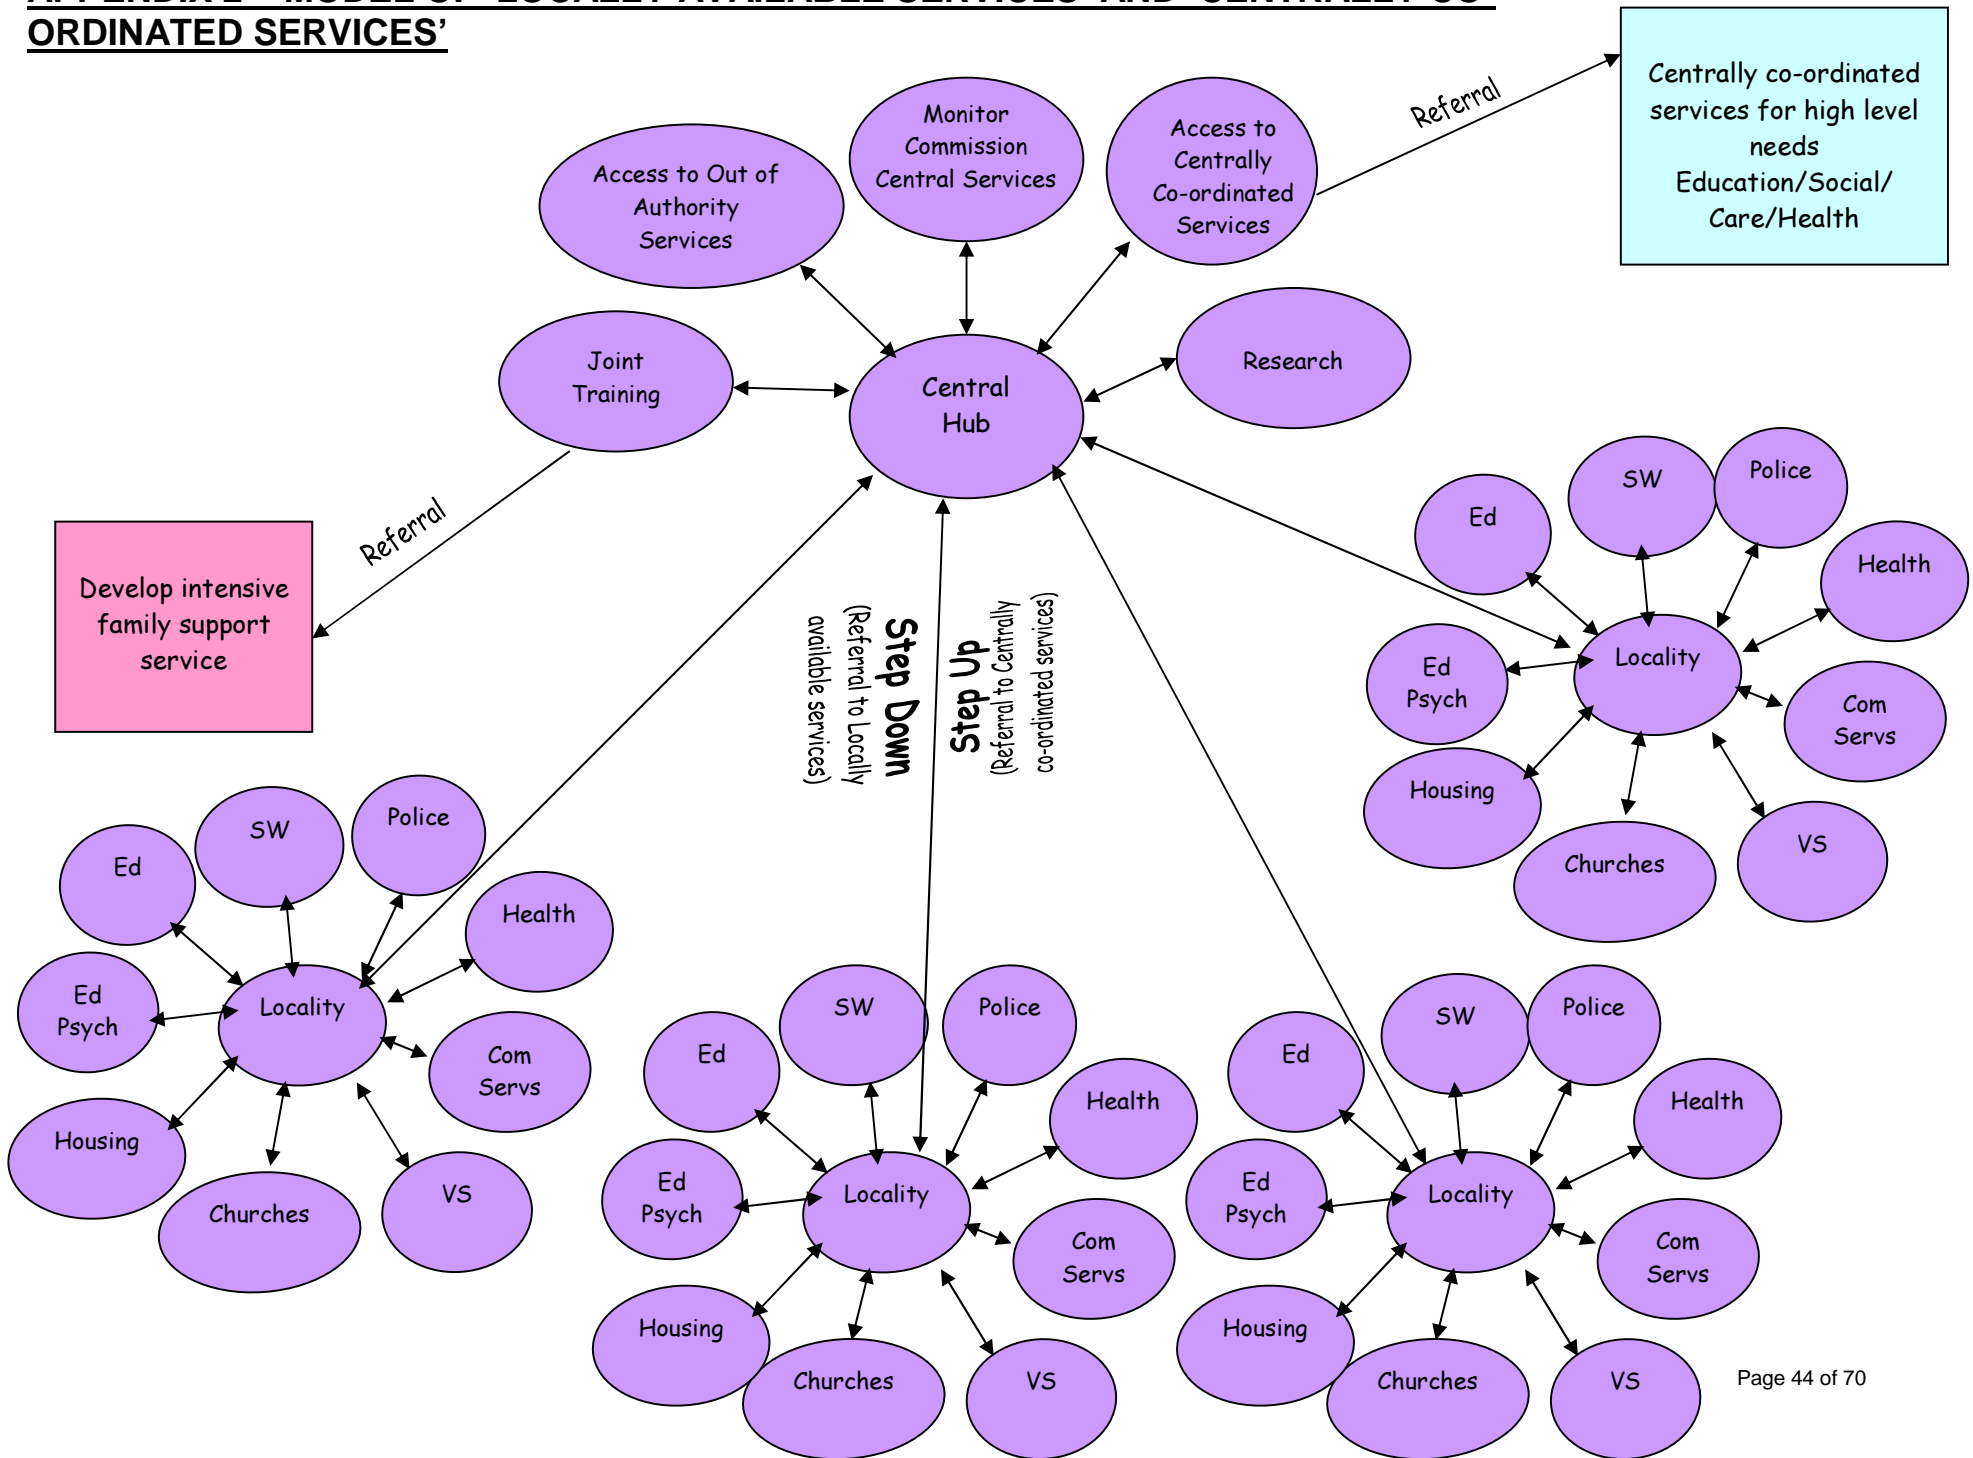 ORDINATED SERVICES’
Centrally co-ordinated
services for high level
needs
Education/Social/
Care/Health
Referral
Monitor
Commission
Central Services
Access to
Centrally
Co-ordinated
Services
Access to Out of
Authority
Services
Joint
Training
Central
Hub
Research
Referral
Develop intensive
family support
service
Step Down
(Referral to Locally
available services)
Step Up
(Referral to Centrally
co-ordinated services)
Ed
SW
Police
Health
Ed
Psych
Locality
Com
Servs
Housing
Churches
VS
Ed
SW
Police
Health
Ed
Psych
Locality
Com
Servs
Housing
Churches
VS
Ed
SW
Police
Health
Ed
Psych
Locality
Com
Servs
Housing
Churches
VS
Ed
SW
Police
Health
Ed
Psych
Locality
Com
Servs
Housing
Churches
VS
Page 44 of 70